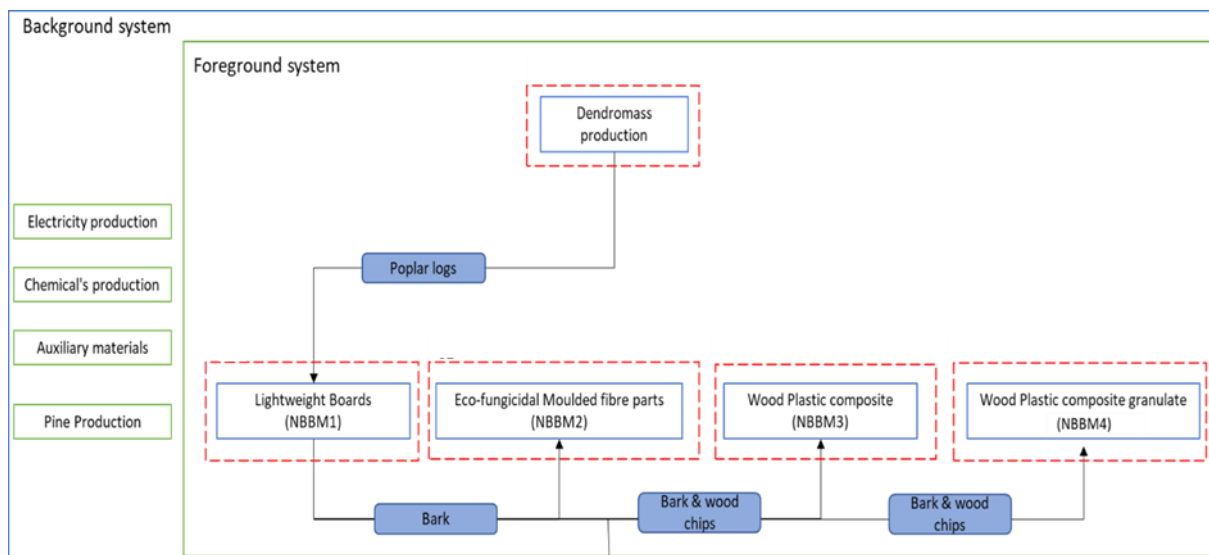 Background system
Foreground system
Dendromass
production
Electricity production
Poplar logs
Chemical's production
Auxiliary materials
Lightweight Boards
(NBBM1)
Eco-fungicidal Moulded fibre parts
(NBBM2)
Wood Plastic composite
(NBBM3)
Wood Plastic composite granulate
(NBBM4)
Pine Production
Bark
Bark & wood
chips
Bark & wood
chips